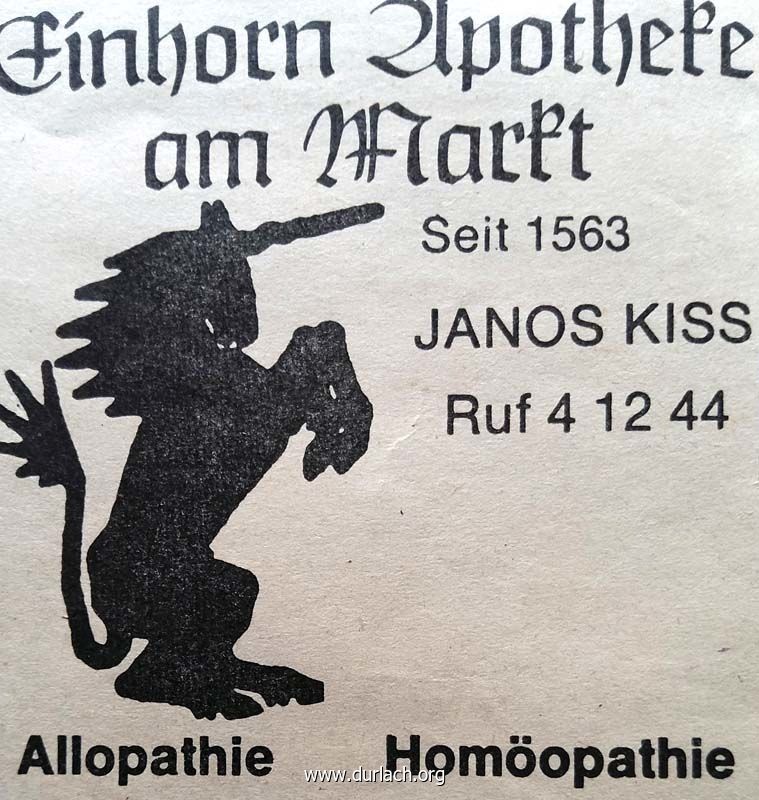 Einhorn Apotheke
am Markt
Seit 1563
JANOS KISS
Ruf 4 12 44
Allopathie Homöopathie
www.durlach.org